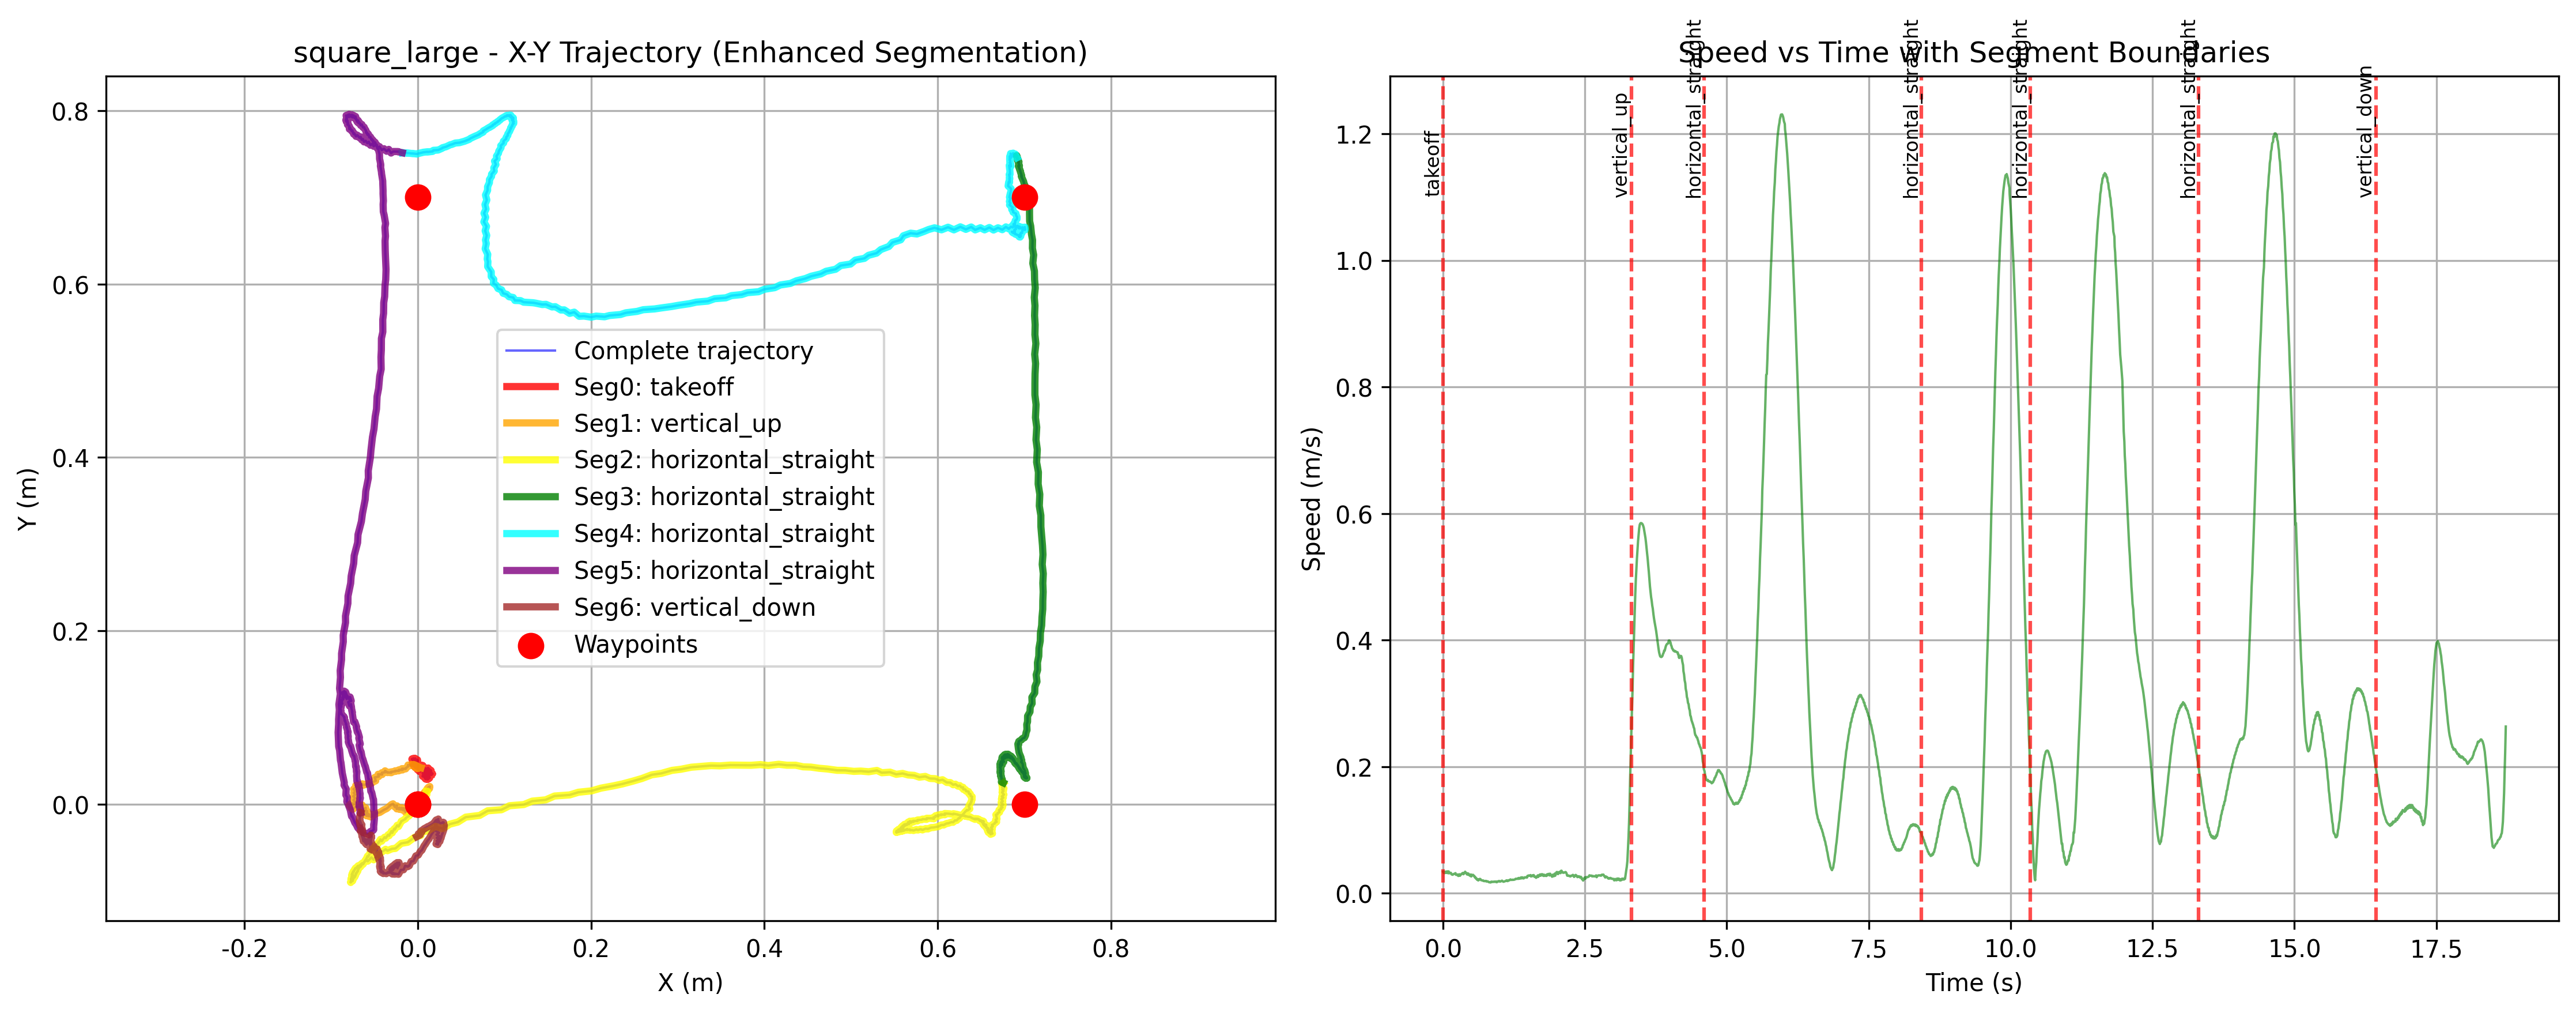 square_large - X-Y Trajectory (Enhanced Segmentation)
Y (m)
0.8
0.6
0.4
0.2
0.0
-0.2
0.0
0.2
0.4
0.6
0.8
X (m)
Complete trajectory
Seg0: takeoff
Seg1: vertical_up
Seg2: horizontal_straight
Seg3: horizontal_straight
Seg4: horizontal_straight
Seg5: horizontal_straight
Seg6: vertical_down
Waypoints
Speed vs Time with Segment Boundaries
Speed (m/s)
1.2
1.0
0.8
0.6
0.4
0.2
0.0
takeoff
vertical_up
horizontal_straight
horizontal_straight
horizontal_straight
horizontal_straight
vertical_down
0.0
2.5
5.0
7.5
10.0
12.5
15.0
17.5
Time (s)